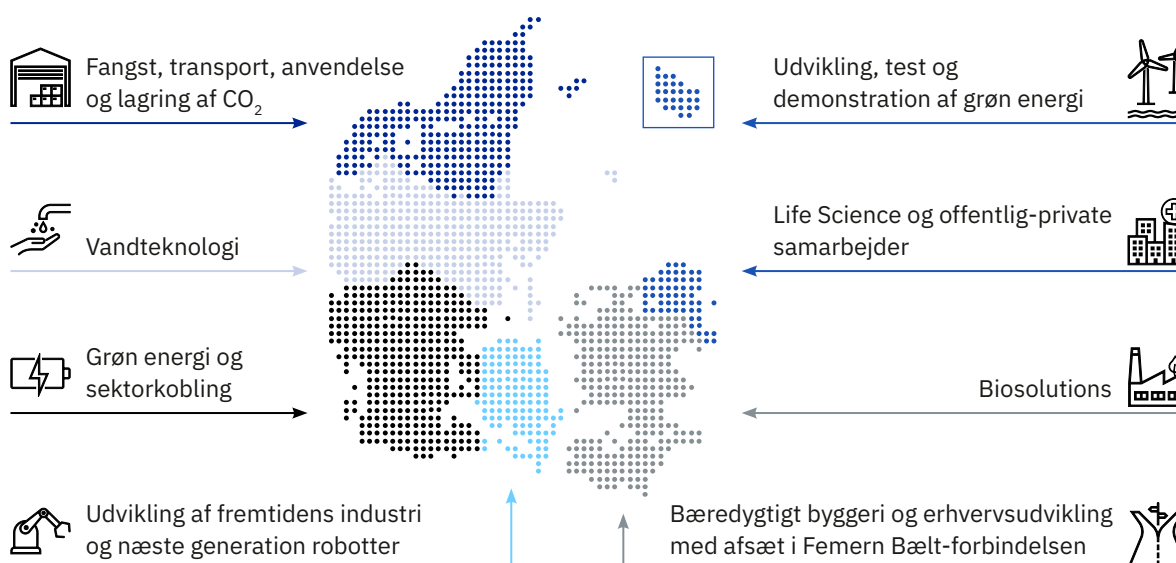 Fangst, transport, anvendelse
og lagring af CO₂
Vandteknologi
Grøn energi og
sektorkobling
Udvikling af fremtidens industri
og næste generation robotter
Udvikling, test og
demonstration af grøn energi
Life Science og offentlig-private
samarbejder
Biosolutions
Bæredygtigt byggeri og erhvervsudvikling
med afsæt i Femern Bælt-forbindelsen